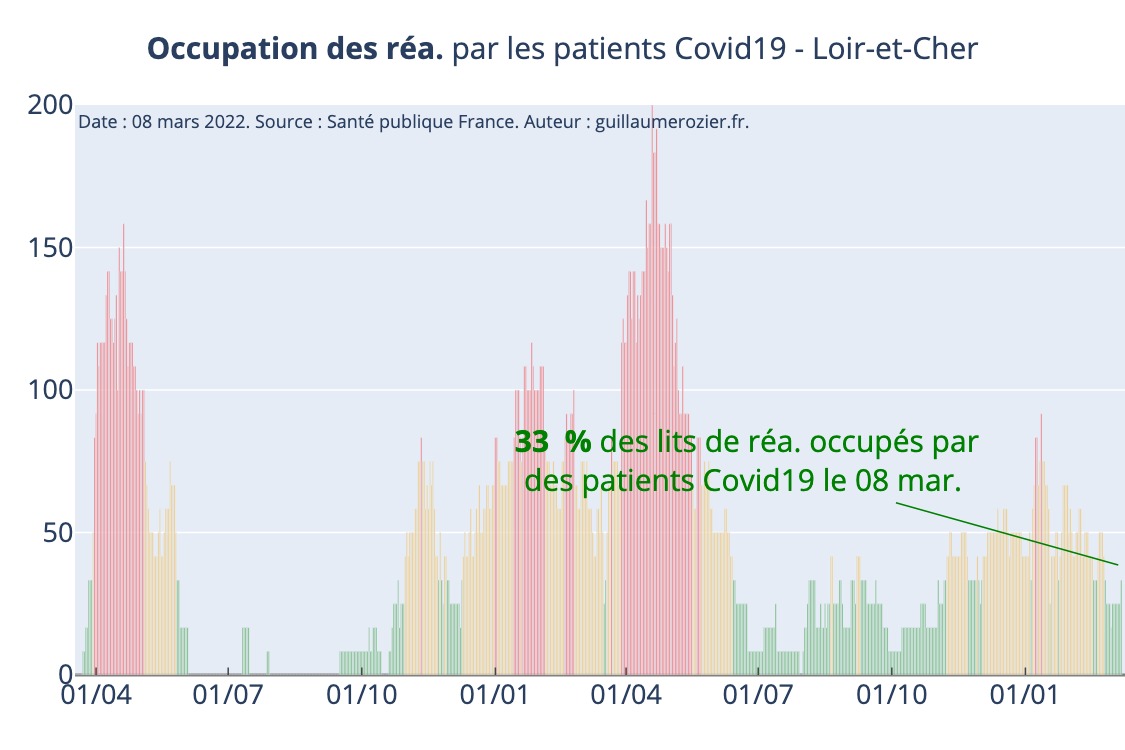 Occupation des réa. par les patients Covid19 - Loir-et-Cher
200
Date : 08 mars 2022. Source : Santé publique France. Auteur : guillaumerozier.fr.
150
100
33 % des lits de réa. occupés par
des patients Covid19 le 08 mar.
50
0
01/04 01/07 01/10 01/01 01/04 01/07 01/10 01/01